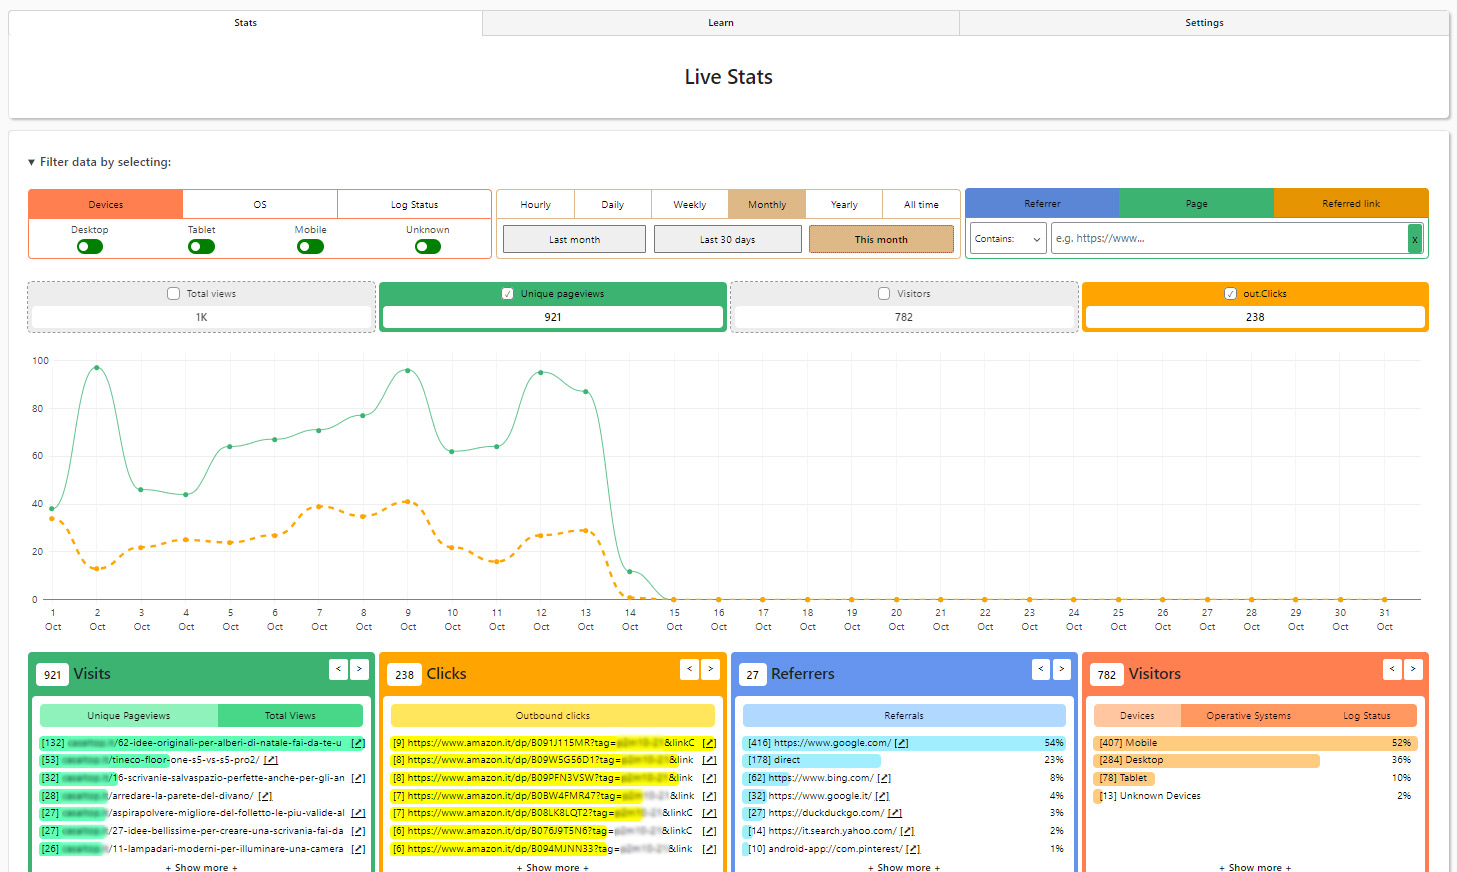 Stats Learn Settings
Live Stats
▼ Filter data by selecting:
Devices OS Log Status Hourly Daily Weekly Monthly Yearly All time Referrer Page Referred link
Desktop Tablet Mobile Unknown Last month Last 30 days This month Contains: e.g. https://www... x
Total views Unique pageviews Visitors out.Clicks
1K 921 782 238
100
80
60
40
20
0
1 2 3 4 5 6 7 8 9 10 11 12 13 14 15 16 17 18 19 20 21 22 23 24 25 26 27 28 29 30 31
Oct Oct Oct Oct Oct Oct Oct Oct Oct Oct Oct Oct Oct Oct Oct Oct Oct Oct Oct Oct Oct Oct Oct Oct Oct Oct Oct Oct Oct Oct Oct
921 Visits < >
Unique Pageviews Total Views
[132] /62-idee-originali-per-alberi-di-natale-fai-da-te-u
[53] /tineco-floor-one-s5-vs-s5-pro2/
[32] /16-scrivanie-salvaspazio-perfette-anche-per-gli-an
[28] /arredare-la-parete-del-divano/
[27] /aspirapolvere-migliore-del-folletto-le-piu-valide-al
[27] /27-idee-bellissime-per-creare-una-scrivania-fai-da
[26] /11-lampadari-moderni-per-illuminare-una-camera
+ Show more +
238 Clicks < >
Outbound clicks
[9] https://www.amazon.it/dp/B091J115MR?tag= &linkC
[8] https://www.amazon.it/dp/B09W5G56D1?tag= &link
[8] https://www.amazon.it/dp/B09PFN3VSW?tag= &link
[7] https://www.amazon.it/dp/B0BW4FMR47?tag= &link
[7] https://www.amazon.it/dp/B08LK8LQT2?tag= &link
[6] https://www.amazon.it/dp/B076J9T5N6?tag= &linkC
[6] https://www.amazon.it/dp/B094MJNN33?tag= &link
+ Show more +
27 Referrers < >
Referrals
[416] https://www.google.com/ 54%
[178] direct 23%
[62] https://www.bing.com/ 8%
[32] https://www.google.it/ 4%
[27] https://duckduckgo.com/ 3%
[14] https://it.search.yahoo.com/ 2%
[10] android-app://com.pinterest/ 1%
+ Show more +
782 Visitors < >
Devices Operative Systems Log Status
[407] Mobile 52%
[284] Desktop 36%
[78] Tablet 10%
[13] Unknown Devices 2%
+ Show more +